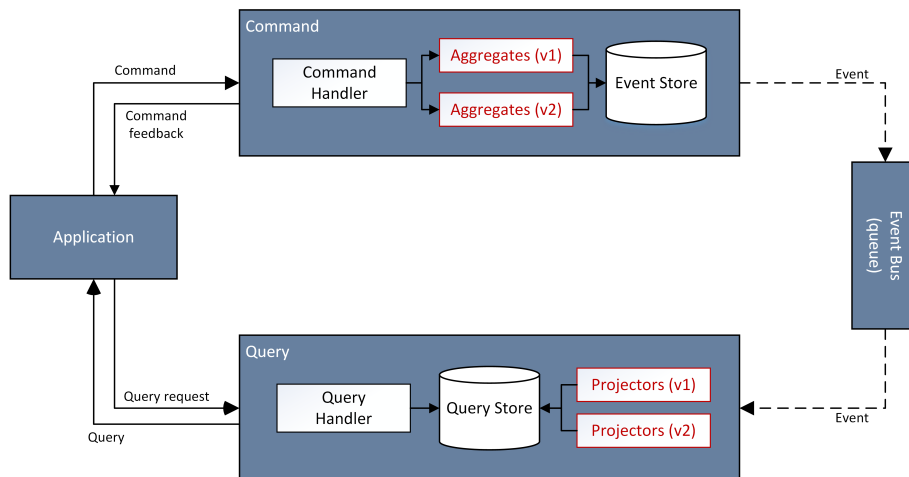 Command
Command
Handler
Aggregates (v1)
Aggregates (v2)
Event Store
Command
Command
feedback
Event
Application
Event Bus
(queue)
Query
Query
Handler
Query Store
Projectors (v1)
Projectors (v2)
Query request
Query
Event